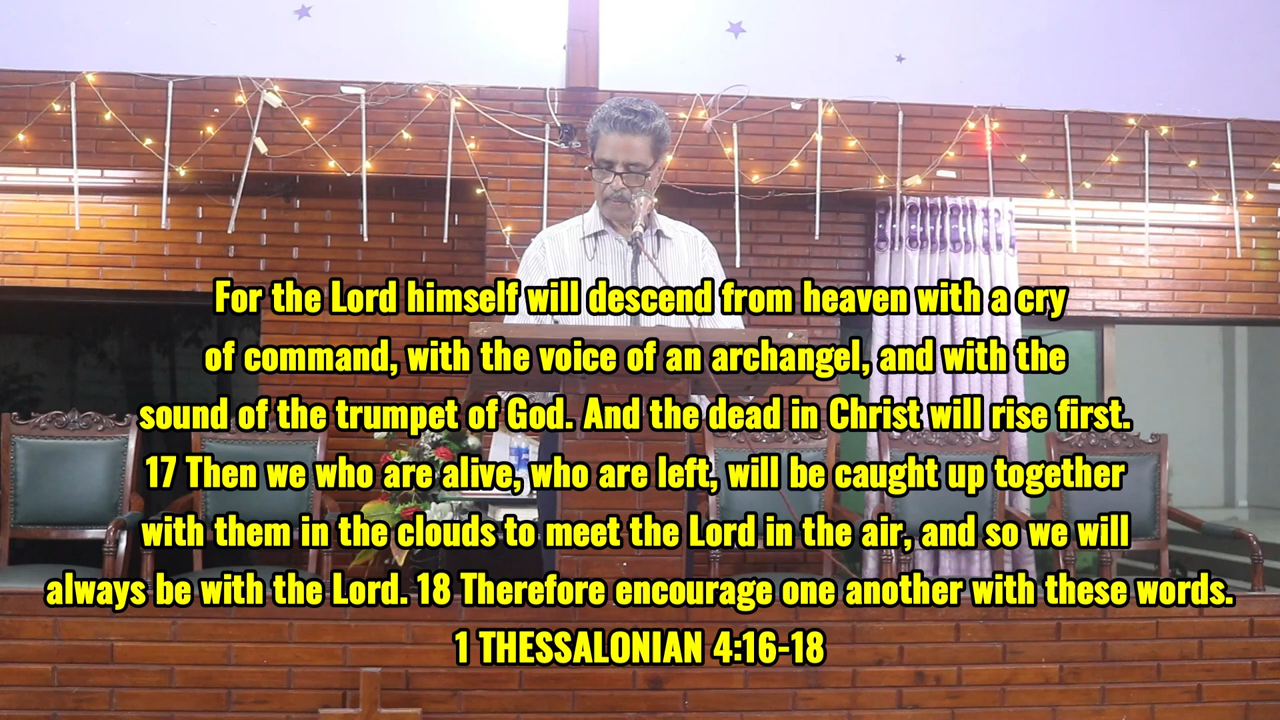 For the Lord himself will descend from heaven with a cry
of command, with the voice of an archangel, and with the
sound of the trumpet of God. And the dead in Christ will rise first.
17 Then we who are alive, who are left, will be caught up together
with them in the clouds to meet the Lord in the air, and so we will
always be with the Lord. 18 Therefore encourage one another with these words.
1 THESSALONIAN 4:16-18